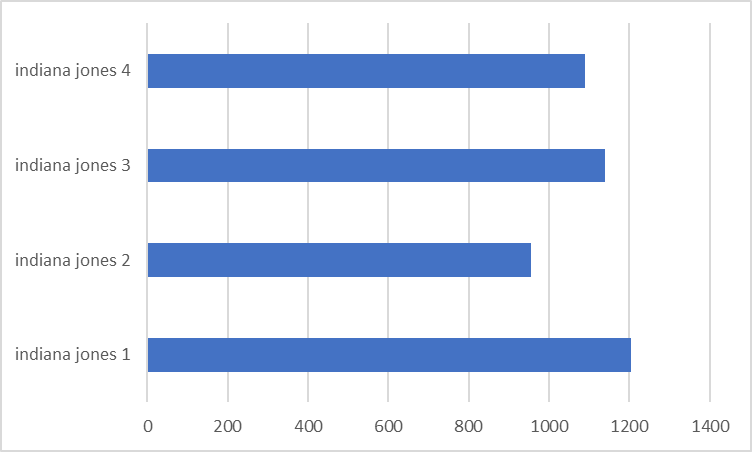 indiana jones 4
indiana jones 3
indiana jones 2
indiana jones 1
0 200 400 600 800 1000 1200 1400